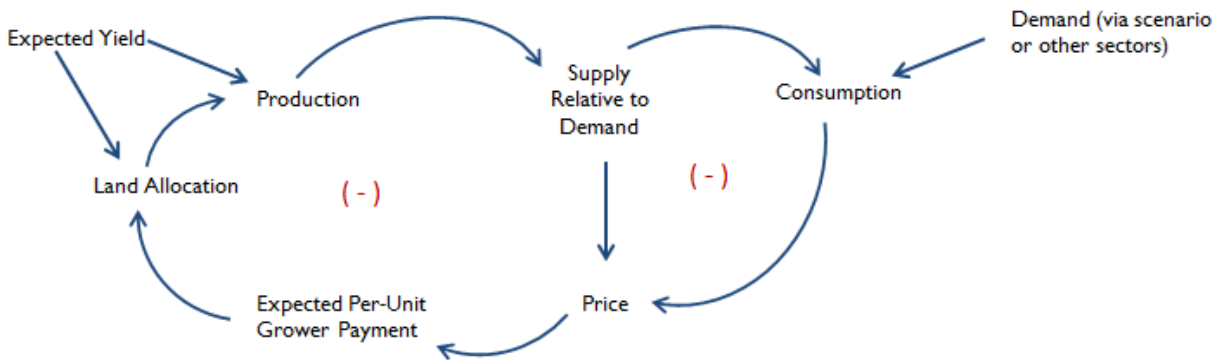 Expected Yield
Production
Land Allocation
( - )
Expected Per-Unit
Grower Payment
Supply
Relative to
Demand
( - )
Price
Consumption
Demand (via scenario
or other sectors)